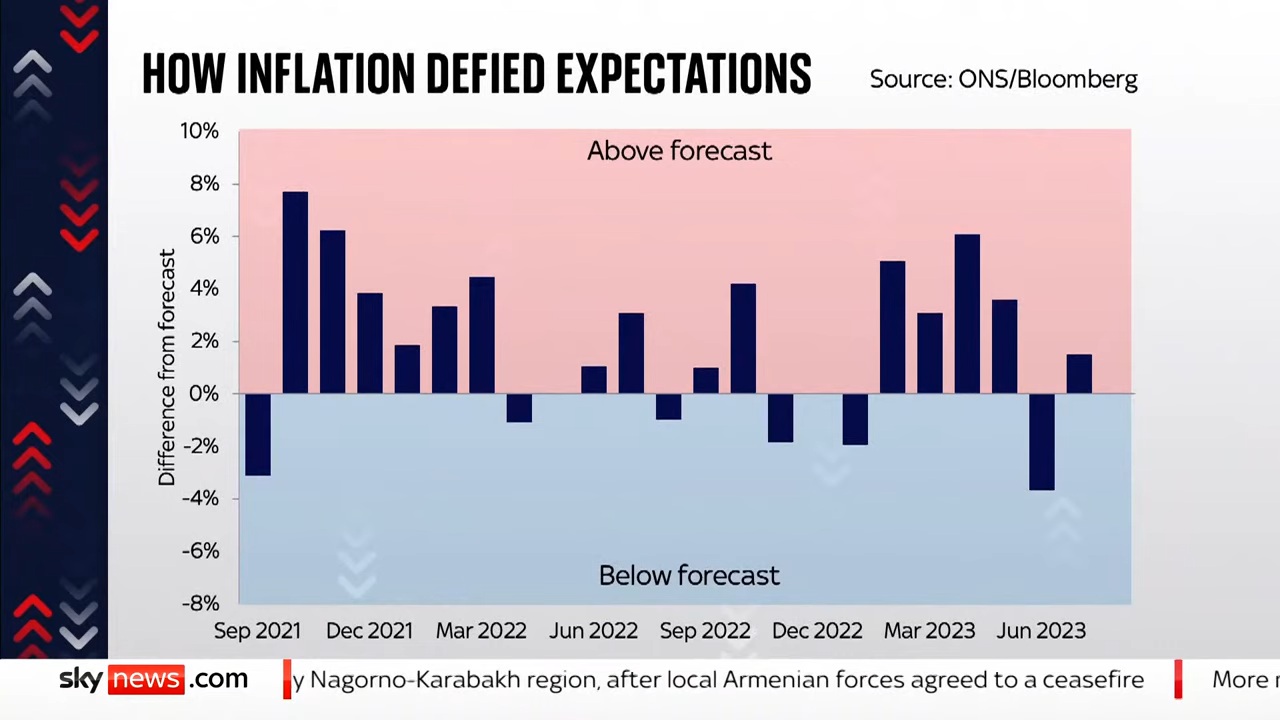 HOW INFLATION DEFIED EXPECTATIONS
Source: ONS/Bloomberg
Difference from forecast
10%
8%
6%
4%
2%
0%
-2%
-4%
-6%
-8%
Above forecast
Below forecast
Sep 2021 Dec 2021 Mar 2022 Jun 2022 Sep 2022 Dec 2022 Mar 2023 Jun 2023
sky news .com y Nagorno-Karabakh region, after local Armenian forces agreed to a ceasefire More